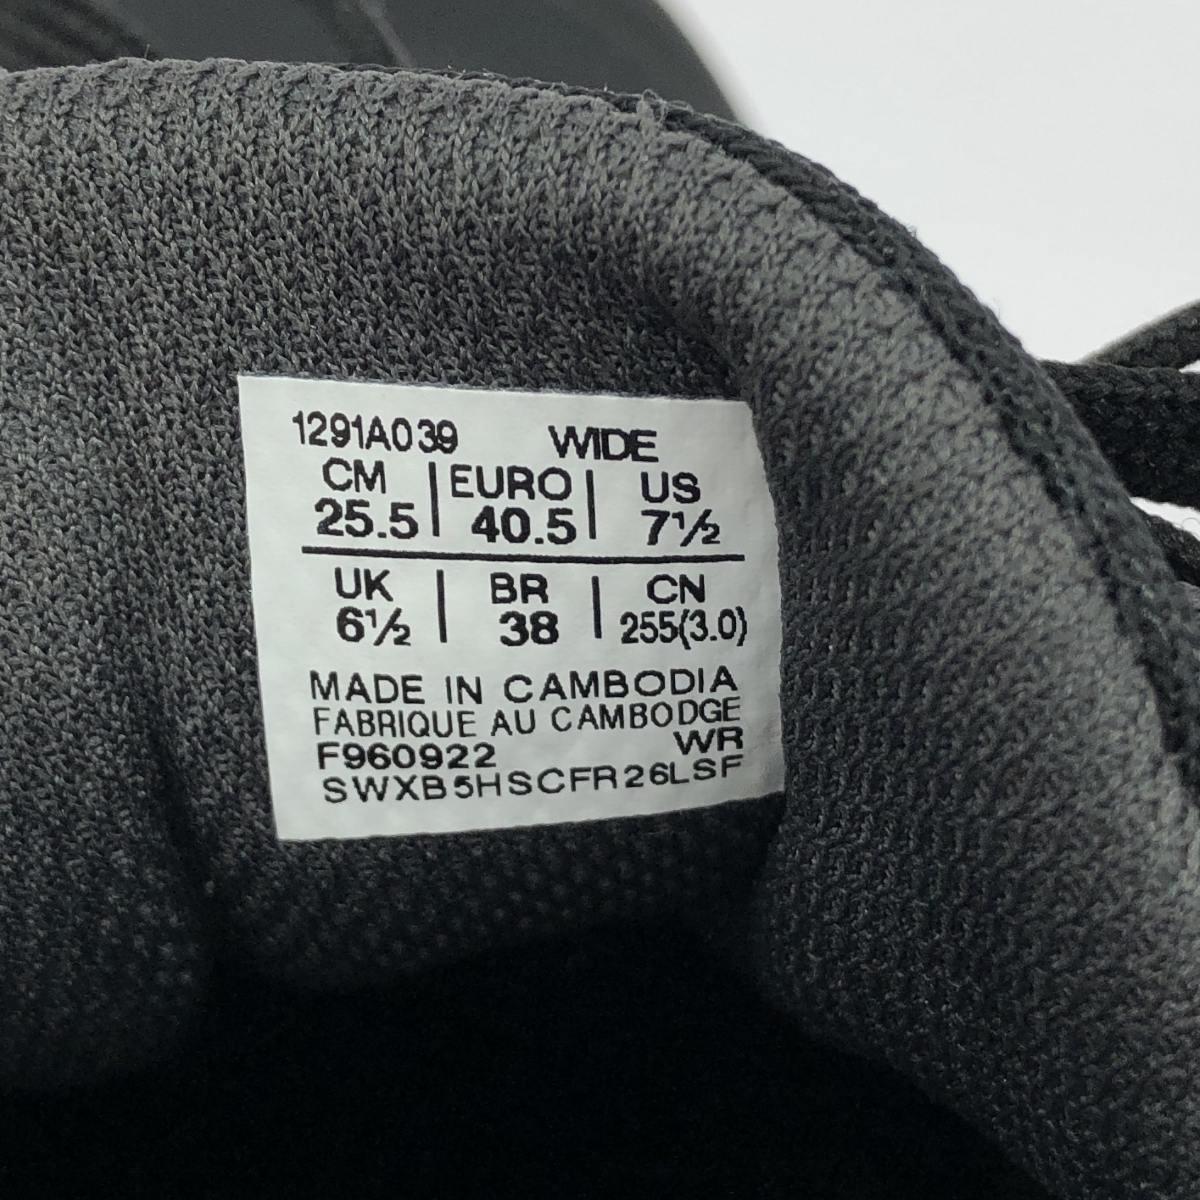 1291A039 WIDE
CM | EURO | US
25.5 | 40.5 | 7½
UK | BR | CN
6½ | 38 | 255(3.0)
MADE IN CAMBODIA
FABRIQUE AU CAMBODGE
F960922 WR
SWXB5HSCFR26LSF